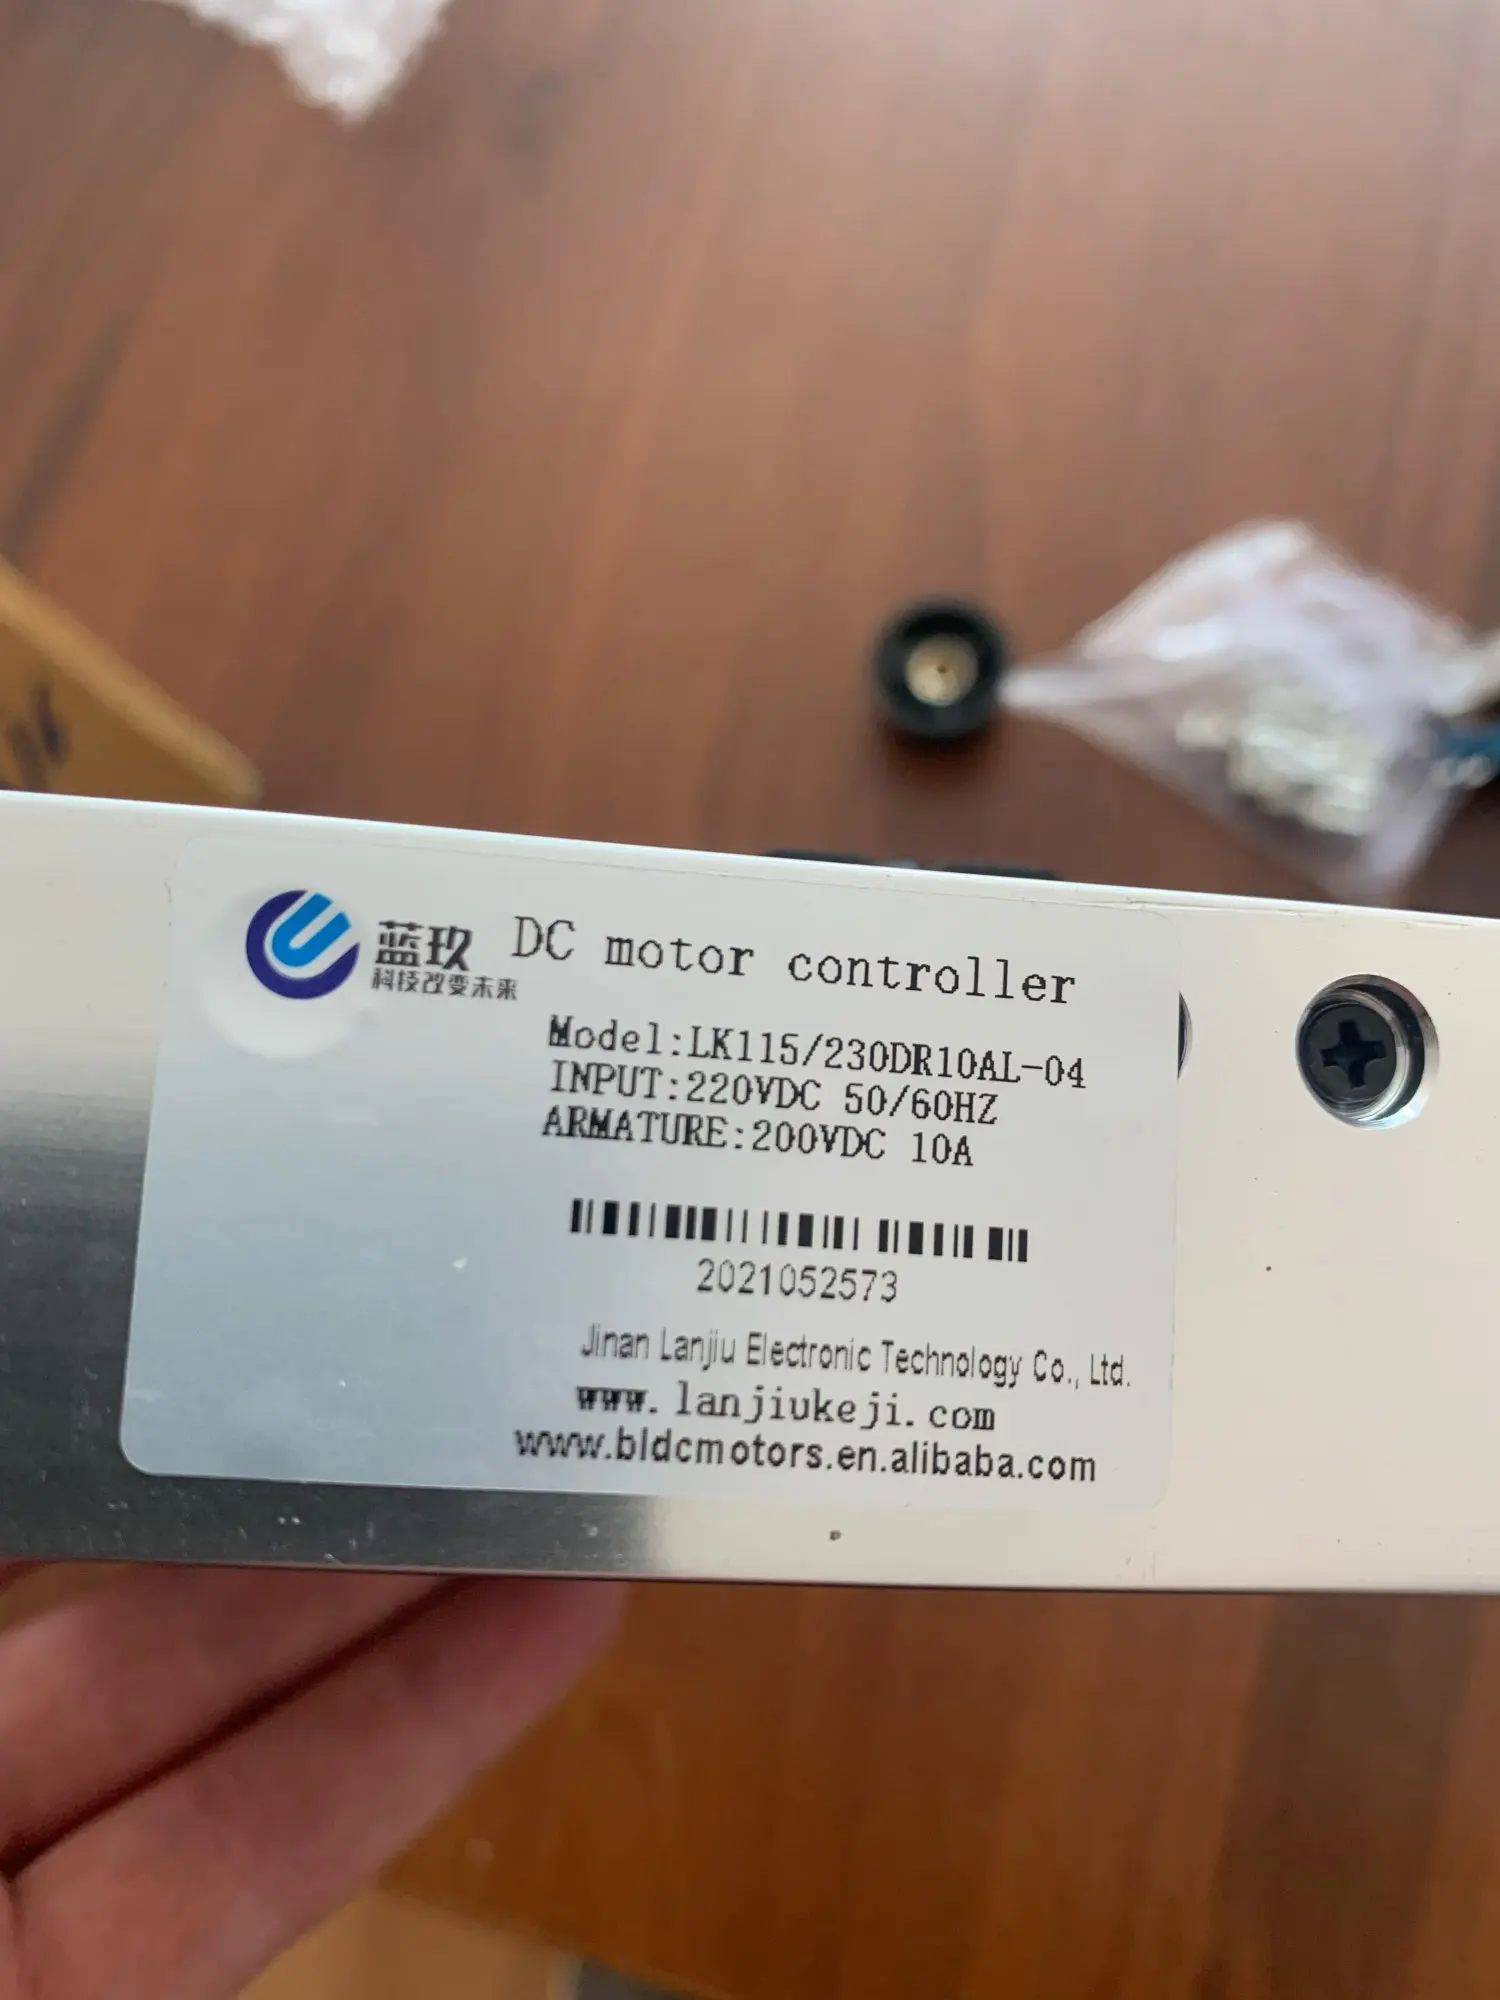 蓝玖 DC motor controller
科技改变未来
Model:LK115/230DR10AL-04
INPUT:220VDC 50/60HZ
ARMATURE:200VDC 10A
2021052573
Jinan Lanjiu Electronic Technology Co., Ltd.
www.lanjiukeji.com
www.bldcmotors.en.alibaba.com